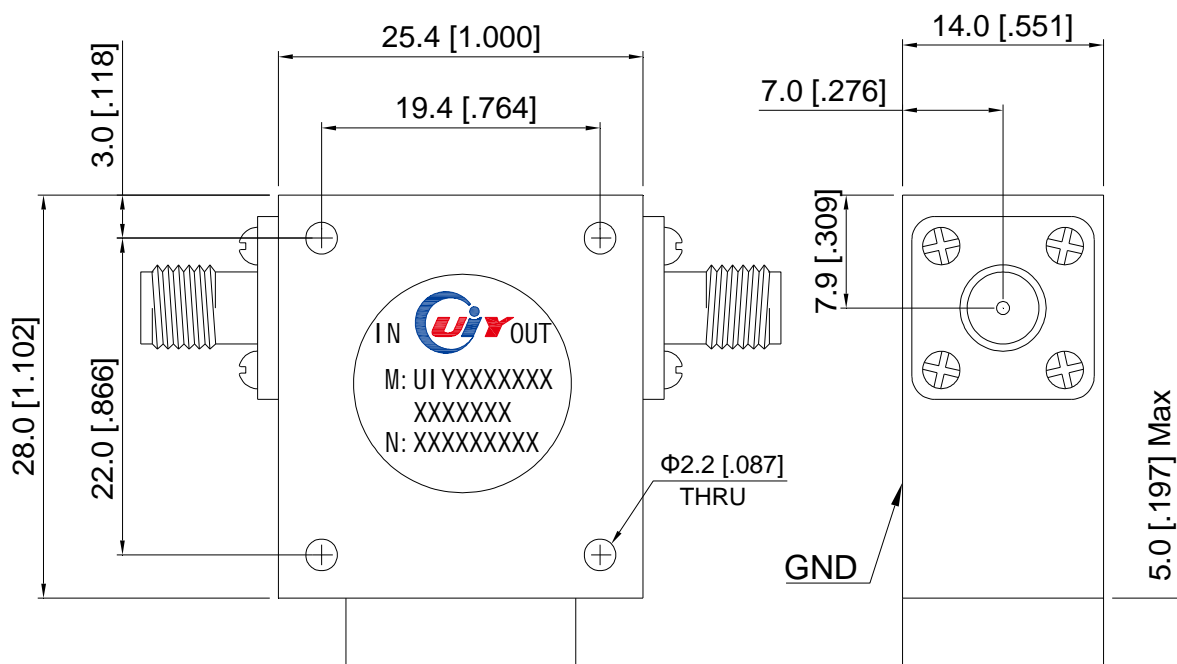 25.4 [1.000]
19.4 [.764]
3.0 [.118]
28.0 [1.102]
22.0 [.866]
IN UiY OUT
M: UIYXXXXXXX
XXXXXXX
N: XXXXXXXXX
Φ2.2 [.087]
THRU
14.0 [.551]
7.0 [.276]
7.9 [.309]
GND
5.0 [.197] Max